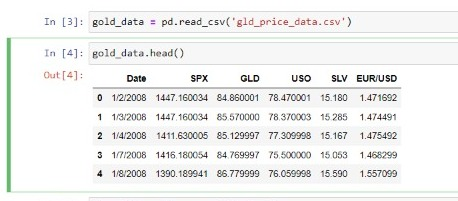 In [3]: gold_data = pd.read_csv('gld_price_data.csv')
In [4]: gold_data.head()
Out[4]:
Date SPX GLD USO SLV EUR/USD
0 1/2/2008 1447.160034 84.860001 78.470001 15.180 1.471692
1 1/3/2008 1447.160034 85.570000 78.370003 15.285 1.474491
2 1/4/2008 1411.630005 85.129997 77.309998 15.167 1.475492
3 1/7/2008 1416.180054 84.769997 75.500000 15.053 1.468299
4 1/8/2008 1390.189941 86.779999 76.059998 15.590 1.557099